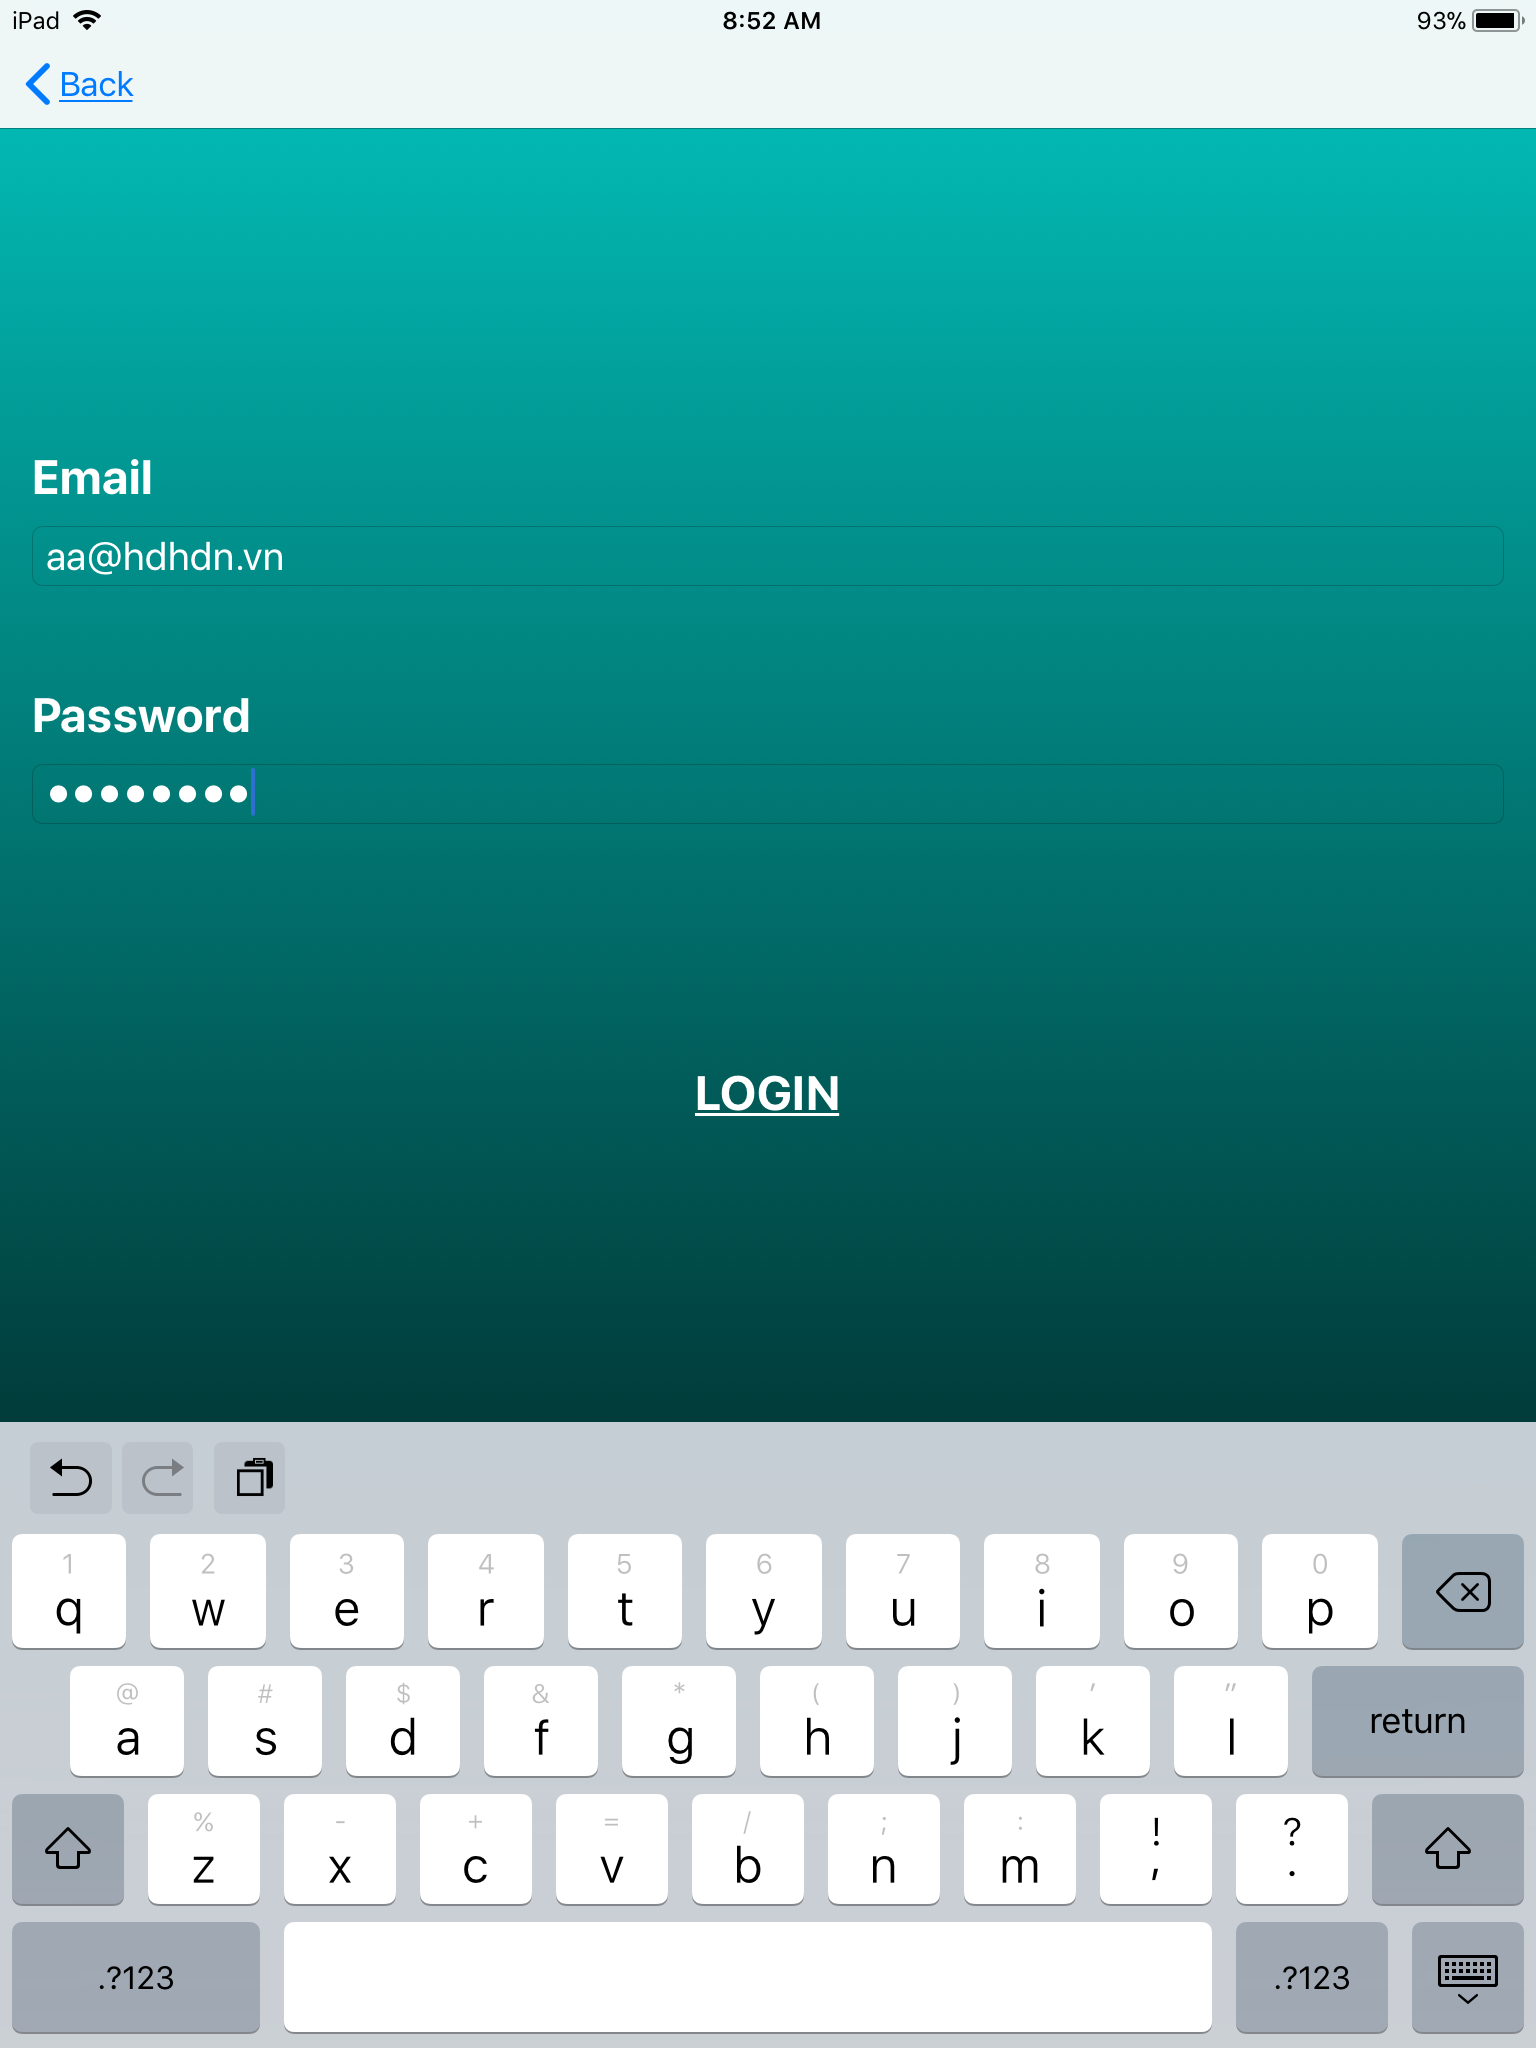 iPad 8:52 AM 93%
Back
Email
aa@hdhdn.vn
Password
••••••••
LOGIN
1 2 3 4 5 6 7 8 9 0
q w e r t y u i o p
@ # $ & * ( ) ' "
a s d f g h j k l return
% - + = / ; : ! ?
z x c v b n m , .
.?123 .?123